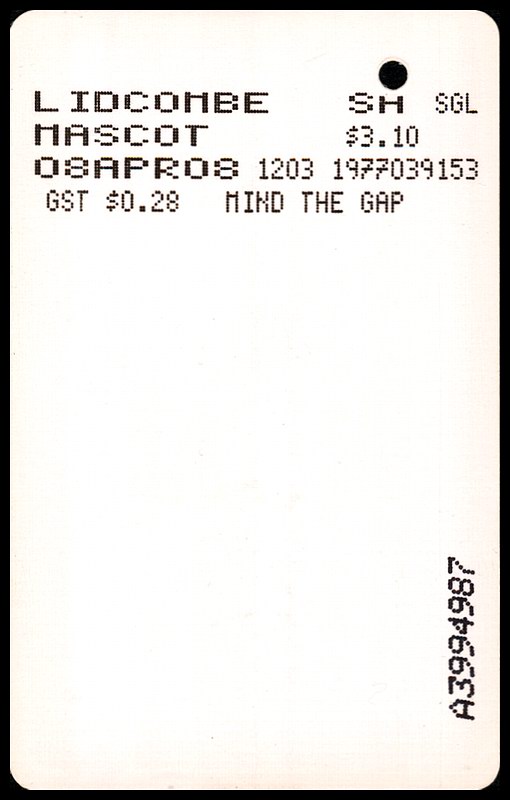 LIDCOMBE SH SGL
MASCOT $3.10
08APR08 1203 1977039153
GST $0.28 MIND THE GAP
A3994987